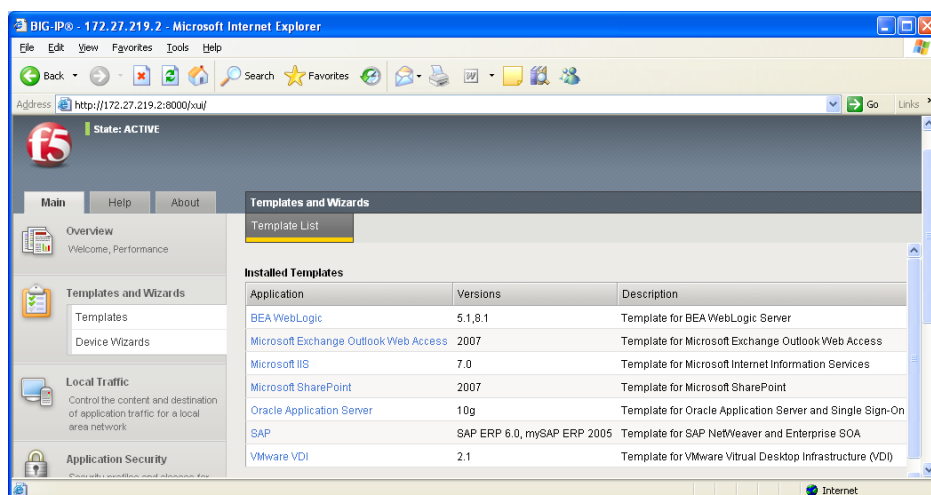 BIG-IP® - 172.27.219.2 - Microsoft Internet Explorer
File Edit View Favorites Tools Help
Back Search Favorites
Address http://172.27.219.2:8000/xui/ Go Links
f5 State: ACTIVE
Main Help About
Templates and Wizards
Template List
Overview
Welcome, Performance
Templates and Wizards
Templates
Device Wizards
Local Traffic
Control the content and destination
of application traffic for a local
area network
Application Security
Installed Templates
Application Versions Description
BEA WebLogic 5.1,8.1 Template for BEA WebLogic Server
Microsoft Exchange Outlook Web Access 2007 Template for Microsoft Exchange Outlook Web Access
Microsoft IIS 7.0 Template for Microsoft Internet Information Services
Microsoft SharePoint 2007 Template for Microsoft SharePoint
Oracle Application Server 10g Template for Oracle Application Server and Single Sign-On
SAP SAP ERP 6.0, mySAP ERP 2005 Template for SAP NetWeaver and Enterprise SOA
VMware VDI 2.1 Template for VMware Vitrual Desktop Infrastructure (VDI)
Internet